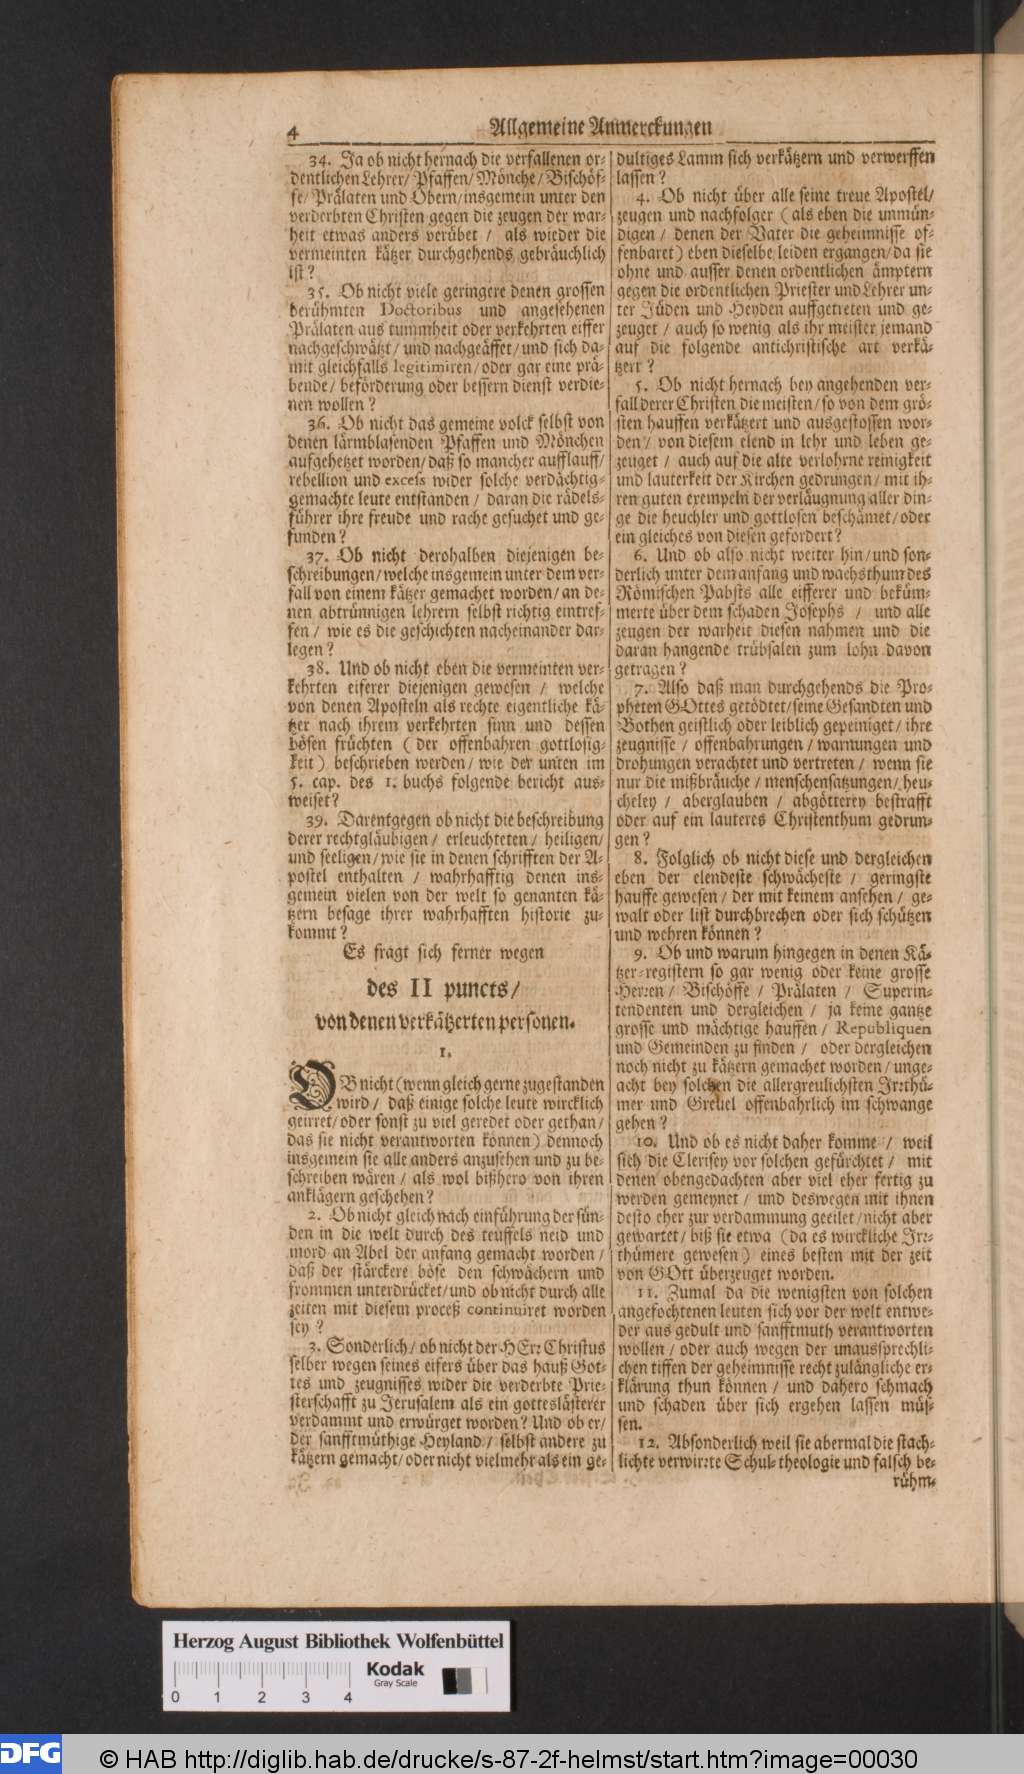 4
Allgemeine Anmerckungen
34. Ja ob nicht hernach die verfallenen or-
dentlichen Lehrer/ Pfaffen/ Mönche/ Bischöf-
fe/ Prälaten und Obern/ insgemein unter den
verderbten Christen gegen die zeugen der war-
heit etwas anders verübet / als wieder die
vermeinten kätzer durchgehends gebräuchlich
ist?
35. Ob nicht viele geringere denen grossen
berühmten Doctoribus und angesehenen
Prälaten aus tummheit oder verkehrten eiffer
nachgeschwätzt/ und nachgeäffet/ und sich da-
mit gleichfalls legitimiren/ oder gar eine prä-
bende/ beförderung oder bessern dienst verdie-
nen wollen?
36. Ob nicht das gemeine volck selbst von
denen lärmblasenden Pfaffen und Mönchen
aufgehetzet worden/ daß so mancher aufflauff/
rebellion und excess wider solche verdächtig-
gemachte leute entstanden / daran die rädels-
führer ihre freude und rache gesuchet und ge-
funden?
37. Ob nicht derohalben diejenigen be-
schreibungen/ welche insgemein unter dem ver-
fall von einem kätzer gemachet worden/ an de-
nen abtrünnigen lehrern selbst richtig eintref-
fen / wie es die geschichten nacheinander dar-
legen?
38. Und ob nicht eben die vermeinten ver-
kehrten eiferer diejenigen gewesen / welche
von denen Aposteln als rechte eigentliche kä-
tzer nach ihrem verkehrten sinn und dessen
bösen früchten ( der offenbahren gottlosig-
keit ) beschrieben werden/ wie der unten im
5. cap. des 1. buchs folgende bericht aus-
weiset?
39. Darentgegen ob nicht die beschreibung
derer rechtgläubigen / erleuchteten / heiligen/
und seeligen/ wie sie in denen schrifften der A-
postel enthalten / wahrhafftig denen ins-
gemein vielen von der welt so genanten kä-
tzern besage ihrer wahrhafften historie zu-
kommt?
Es fragt sich ferner wegen
des II puncts/
von denen verkätzerten personen.
1.
OB nicht ( wenn gleich gerne zugestanden
wird / daß einige solche leute wircklich
geirret/ oder sonst zu viel geredet oder gethan/
das sie nicht verantworten können) dennoch
insgemein sie alle anders anzusehen und zu be-
schreiben wären / als wol bißhero von ihren
anklägern geschehen?
2. Ob nicht gleich nach einführung der sün-
den in die welt durch des teuffels neid und
mord an Abel der anfang gemacht worden/
daß der stärckere böse den schwächern und
frommen unterdrücket/ und ob nicht durch alle
zeiten mit diesem proceß continuiret worden
sey ?
3. Sonderlich/ ob nicht der HErr Christus
selber wegen seines eifers über das hauß Got-
tes und zeugnisses wider die verderbte Prie-
sterschafft zu Jerusalem als ein gotteslästerer
verdammt und erwürget worden? Und ob er/
der sanfftmüthige Heyland/ selbst andere zu
kätzern gemacht/ oder nicht vielmehr als ein ge-
dultiges Lamm sich verkätzern und verwerffen
lassen?
4. Ob nicht über alle seine treue Apostel/
zeugen und nachfolger ( als eben die unmün-
digen / denen der Vater die geheimnisse of-
fenbaret ) eben dieselbe leiden ergangen/ da sie
ohne und ausser denen ordentlichen ämptern
gegen die ordentlichen Priester und Lehrer un-
ter Jüden und Heyden auffgetreten und ge-
zeuget / auch so wenig als ihr meister jemand
auf die folgende antichristische art verkä-
tzert ?
5. Ob nicht hernach bey angehenden ver-
fall derer Christen die meisten/ so von dem grö-
sten hauffen verkätzert und ausgestossen wor-
den/ von diesem elend in lehr und leben ge-
zeuget / auch auf die alte verlohrne reinigkeit
und lauterkeit der Kirchen gedrungen/ mit ih-
ren guten exempeln der verläugnung aller din-
ge die heuchler und gottlosen beschämet/ oder
ein gleiches von diesen gefordert?
6. Und ob also nicht weiter hin/ und son-
derlich unter dem anfang und wachsthum des
Römischen Pabsts alle eifferer und beküm-
merte über dem schaden Josephs / und alle
zeugen der warheit diesen nahmen und die
daran hangende trübsalen zum lohn davon
getragen?
7. Also daß man durchgehends die Pro-
pheten GOttes getödtet/ seine Gesandten und
Bothen geistlich oder leiblich gepeiniget/ ihre
zeugnisse / offenbahrungen / warnungen und
drohungen verachtet und vertreten / wenn sie
nur die mißbräuche/ menschensatzungen/ heu-
cheley / aberglauben / abgötterey bestrafft
oder auf ein lauteres Christenthum gedrun-
gen?
8. Folglich ob nicht diese und dergleichen
eben der elendeste schwächeste / geringste
hauffe gewesen/ der mit keinem ansehen/ ge-
walt oder list durchbrechen oder sich schützen
und wehren können?
9. Ob und warum hingegen in denen Kä-
tzer-registern so gar wenig oder keine grosse
Herren / Bischöffe / Prälaten / Superin-
tendenten und dergleichen / ja keine gantze
grosse und mächtige hauffen/ Republiquen
und Gemeinden zu finden / oder dergleichen
noch nicht zu kätzern gemachet worden/ unge-
acht bey solchen die allergreulichsten Irrthü-
mer und Greuel offenbahrlich im schwange
gehen?
10. Und ob es nicht daher komme / weil
sich die Clerisey vor solchen gefürchtet / mit
denen obengedachten aber viel eher fertig zu
werden gemeynet / und deswegen mit ihnen
desto eher zur verdammung geeilet/ nicht aber
gewartet/ biß sie etwa (da es wirckliche Irr-
thümere gewesen ) eines besten mit der zeit
von GOtt überzeuget worden.
11. Zumal da die wenigsten von solchen
angefochtenen leuten sich vor der welt entwe-
der aus gedult und sanfftmuth verantworten
wollen / oder auch wegen der unaussprechli-
chen tiffen der geheimnisse recht zulängliche er-
klärung thun können / und dahero schmach
und schaden über sich ergehen lassen müs-
sen.
12. Absonderlich weil sie abermal die stach-
lichte verwirrte Schul-theologie und falsch be-
rühm-
Herzog August Bibliothek Wolfenbüttel
Kodak
Gray Scale
0 1 2 3 4
DFG
© HAB http://diglib.hab.de/drucke/s-87-2f-helmst/start.htm?image=00030